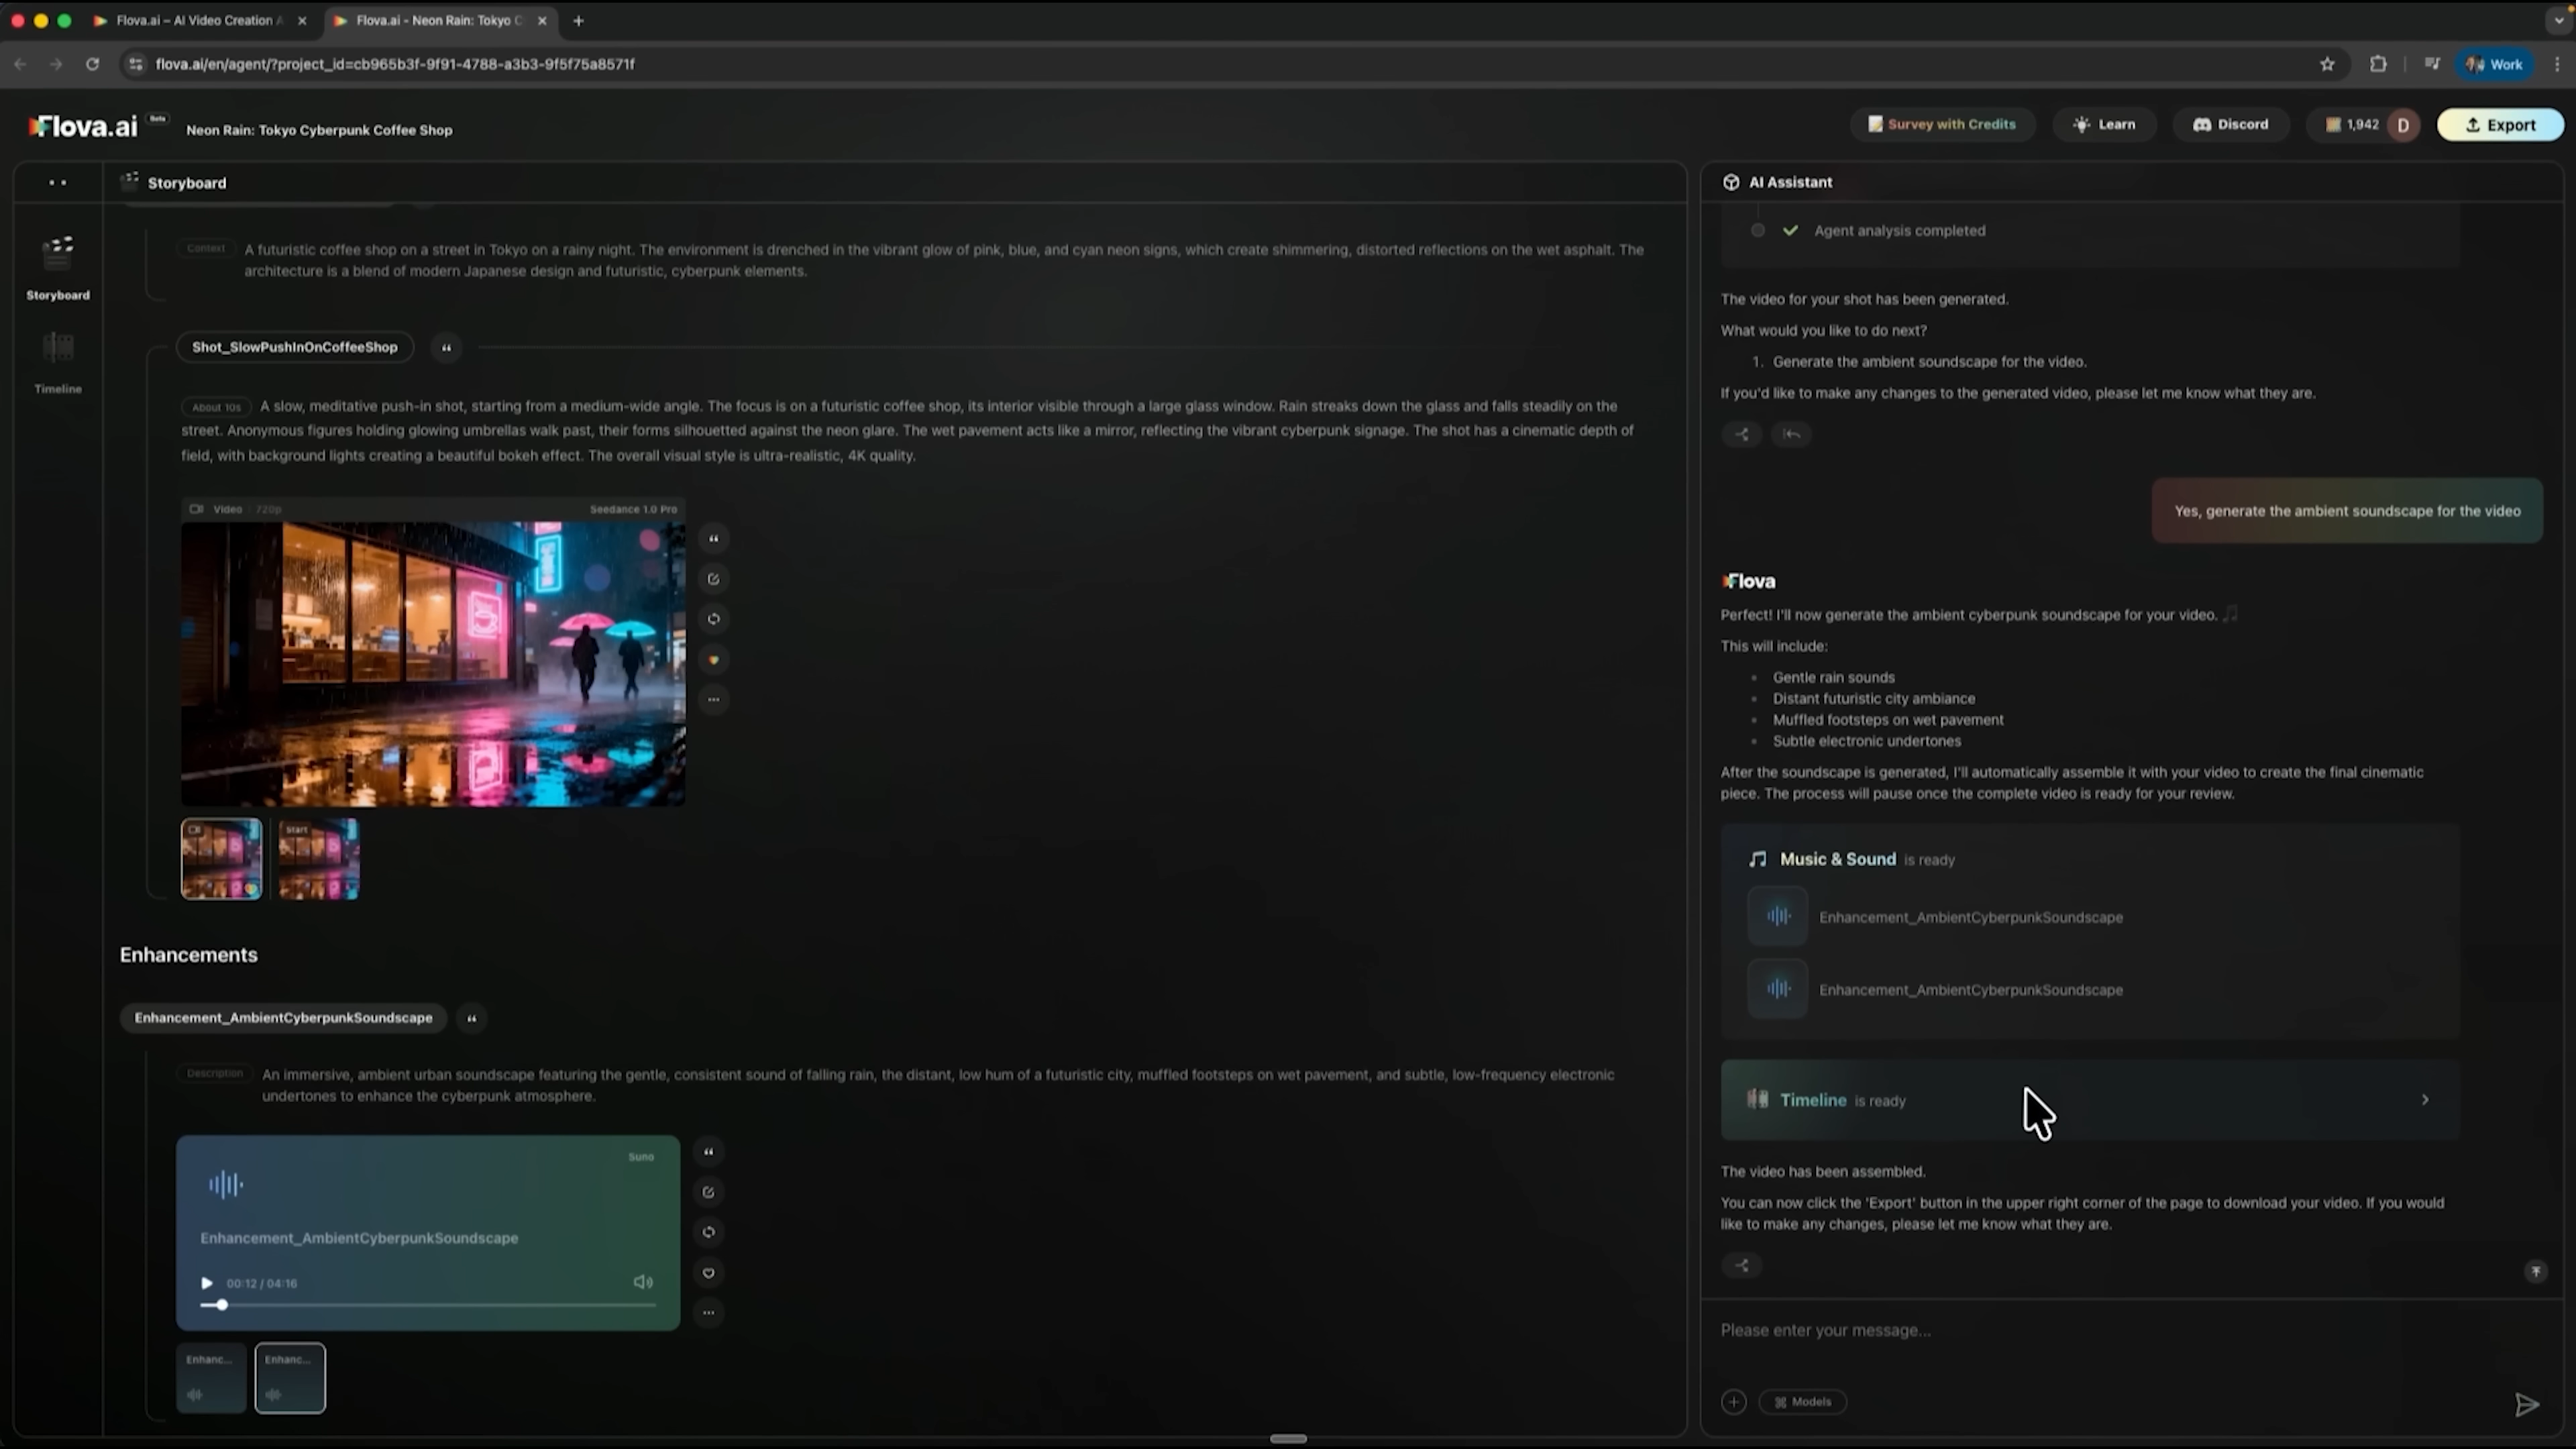 Flova.ai – AI Video Creation A
Flova.ai - Neon Rain: Tokyo C
flova.ai/en/agent/?project_id=cb965b3f-9f91-4788-a3b3-9f5f75a8571f
Work
Flova.ai Beta
Neon Rain: Tokyo Cyberpunk Coffee Shop
Survey with Credits
Learn
Discord
1,942
D
Export
Storyboard
Timeline
Storyboard
Context
A futuristic coffee shop on a street in Tokyo on a rainy night. The environment is drenched in the vibrant glow of pink, blue, and cyan neon signs, which create shimmering, distorted reflections on the wet asphalt. The
architecture is a blend of modern Japanese design and futuristic, cyberpunk elements.
Shot_SlowPushInOnCoffeeShop
About 10s A slow, meditative push-in shot, starting from a medium-wide angle. The focus is on a futuristic coffee shop, its interior visible through a large glass window. Rain streaks down the glass and falls steadily on the
street. Anonymous figures holding glowing umbrellas walk past, their forms silhouetted against the neon glare. The wet pavement acts like a mirror, reflecting the vibrant cyberpunk signage. The shot has a cinematic depth of
field, with background lights creating a beautiful bokeh effect. The overall visual style is ultra-realistic, 4K quality.
Video 720p
Seedance 1.0 Pro
Start
Enhancements
Enhancement_AmbientCyberpunkSoundscape
Description
An immersive, ambient urban soundscape featuring the gentle, consistent sound of falling rain, the distant, low hum of a futuristic city, muffled footsteps on wet pavement, and subtle, low-frequency electronic
undertones to enhance the cyberpunk atmosphere.
Suno
Enhancement_AmbientCyberpunkSoundscape
00:12 / 04:16
Enhanc...
Enhanc...
AI Assistant
Agent analysis completed
The video for your shot has been generated.
What would you like to do next?
1. Generate the ambient soundscape for the video.
If you'd like to make any changes to the generated video, please let me know what they are.
Yes, generate the ambient soundscape for the video
Flova
Perfect! I'll now generate the ambient cyberpunk soundscape for your video. 🎵
This will include:
Gentle rain sounds
Distant futuristic city ambiance
Muffled footsteps on wet pavement
Subtle electronic undertones
After the soundscape is generated, I'll automatically assemble it with your video to create the final cinematic
piece. The process will pause once the complete video is ready for your review.
Music & Sound is ready
Enhancement_AmbientCyberpunkSoundscape
Enhancement_AmbientCyberpunkSoundscape
Timeline is ready
The video has been assembled.
You can now click the 'Export' button in the upper right corner of the page to download your video. If you would
like to make any changes, please let me know what they are.
Please enter your message...
Models